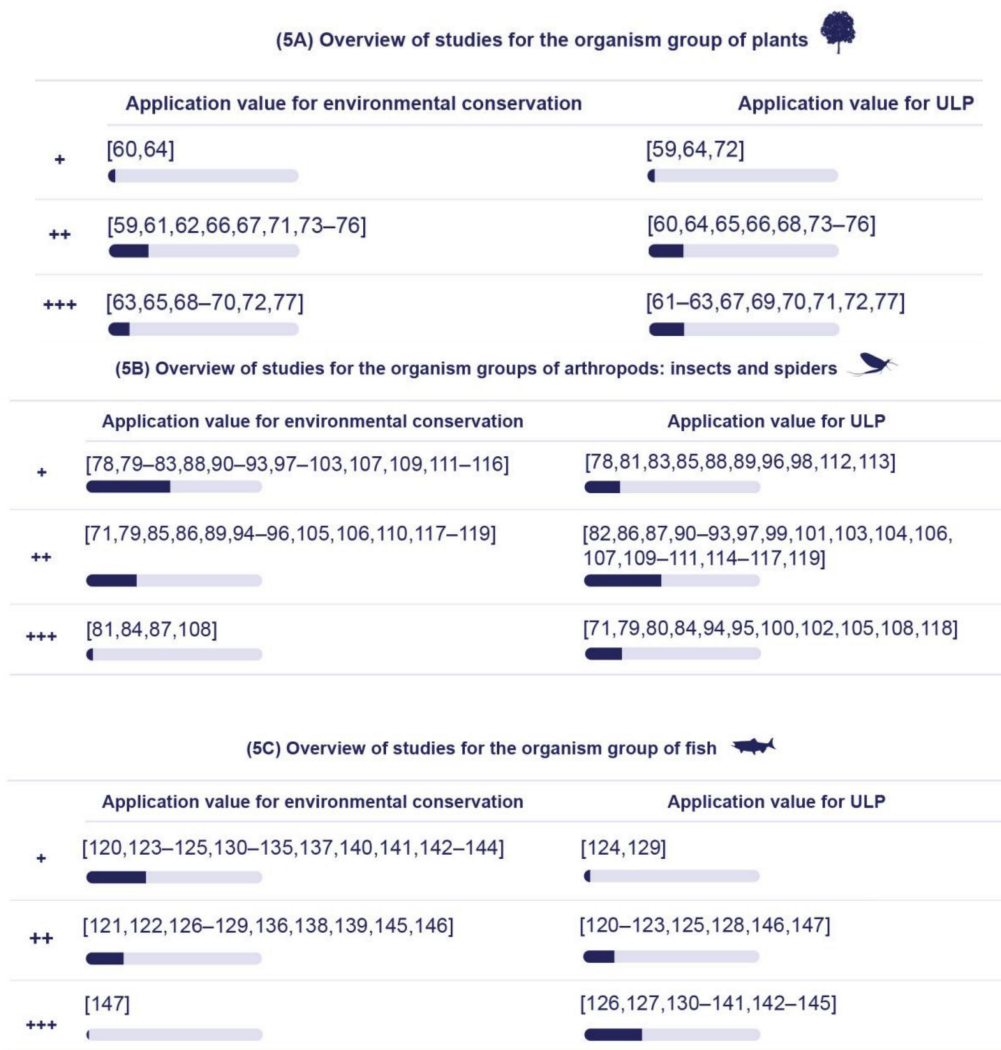 (5A) Overview of studies for the organism group of plants
Application value for environmental conservation Application value for ULP
+ [60,64] [59,64,72]
++ [59,61,62,66,67,71,73–76] [60,64,65,66,68,73–76]
+++ [63,65,68–70,72,77] [61–63,67,69,70,71,72,77]
(5B) Overview of studies for the organism groups of arthropods: insects and spiders
Application value for environmental conservation Application value for ULP
+ [78,79–83,88,90–93,97–103,107,109,111–116] [78,81,83,85,88,89,96,98,112,113]
++ [71,79,85,86,89,94–96,105,106,110,117–119] [82,86,87,90–93,97,99,101,103,104,106,
107,109–111,114–117,119]
+++ [81,84,87,108] [71,79,80,84,94,95,100,102,105,108,118]
(5C) Overview of studies for the organism group of fish
Application value for environmental conservation Application value for ULP
+ [120,123–125,130–135,137,140,141,142–144] [124,129]
++ [121,122,126–129,136,138,139,145,146] [120–123,125,128,146,147]
+++ [147] [126,127,130–141,142–145]